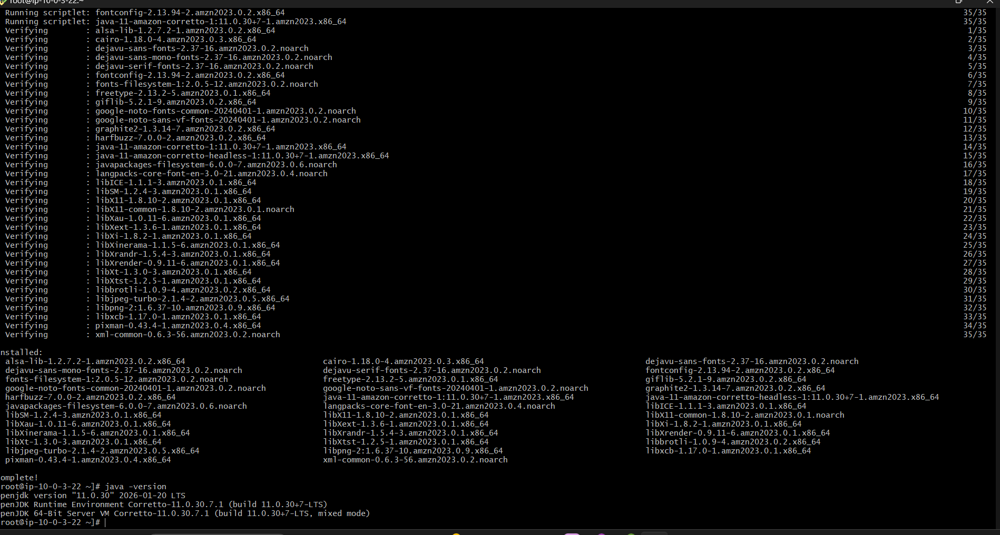 root@ip-10-0-3-22:~
Running scriptlet: fontconfig-2.13.94-2.amzn2023.0.2.x86_64 35/35
Running scriptlet: java-11-amazon-corretto-1:11.0.30+7-1.amzn2023.x86_64 35/35
Verifying : alsa-lib-1.2.7.2-1.amzn2023.0.2.x86_64 1/35
Verifying : cairo-1.18.0-4.amzn2023.0.3.x86_64 2/35
Verifying : dejavu-sans-fonts-2.37-16.amzn2023.0.2.noarch 3/35
Verifying : dejavu-sans-mono-fonts-2.37-16.amzn2023.0.2.noarch 4/35
Verifying : dejavu-serif-fonts-2.37-16.amzn2023.0.2.noarch 5/35
Verifying : fontconfig-2.13.94-2.amzn2023.0.2.x86_64 6/35
Verifying : fonts-filesystem-1:2.0.5-12.amzn2023.0.2.noarch 7/35
Verifying : freetype-2.13.2-5.amzn2023.0.1.x86_64 8/35
Verifying : giflib-5.2.1-9.amzn2023.0.2.x86_64 9/35
Verifying : google-noto-fonts-common-20240401-1.amzn2023.0.2.noarch 10/35
Verifying : google-noto-sans-vf-fonts-20240401-1.amzn2023.0.2.noarch 11/35
Verifying : graphite2-1.3.14-7.amzn2023.0.2.x86_64 12/35
Verifying : harfbuzz-7.0.0-2.amzn2023.0.2.x86_64 13/35
Verifying : java-11-amazon-corretto-1:11.0.30+7-1.amzn2023.x86_64 14/35
Verifying : java-11-amazon-corretto-headless-1:11.0.30+7-1.amzn2023.x86_64 15/35
Verifying : javapackages-filesystem-6.0.0-7.amzn2023.0.6.noarch 16/35
Verifying : langpacks-core-font-en-3.0-21.amzn2023.0.4.noarch 17/35
Verifying : libICE-1.1.1-3.amzn2023.0.1.x86_64 18/35
Verifying : libSM-1.2.4-3.amzn2023.0.1.x86_64 19/35
Verifying : libX11-1.8.10-2.amzn2023.0.1.x86_64 20/35
Verifying : libX11-common-1.8.10-2.amzn2023.0.1.noarch 21/35
Verifying : libXau-1.0.11-6.amzn2023.0.1.x86_64 22/35
Verifying : libXext-1.3.6-1.amzn2023.0.1.x86_64 23/35
Verifying : libXi-1.8.2-1.amzn2023.0.1.x86_64 24/35
Verifying : libXinerama-1.1.5-6.amzn2023.0.1.x86_64 25/35
Verifying : libXrandr-1.5.4-3.amzn2023.0.1.x86_64 26/35
Verifying : libXrender-0.9.11-6.amzn2023.0.1.x86_64 27/35
Verifying : libXt-1.3.0-3.amzn2023.0.1.x86_64 28/35
Verifying : libXtst-1.2.5-1.amzn2023.0.1.x86_64 29/35
Verifying : libbrotli-1.0.9-4.amzn2023.0.2.x86_64 30/35
Verifying : libjpeg-turbo-2.1.4-2.amzn2023.0.5.x86_64 31/35
Verifying : libpng-2:1.6.37-10.amzn2023.0.9.x86_64 32/35
Verifying : libxcb-1.17.0-1.amzn2023.0.1.x86_64 33/35
Verifying : pixman-0.43.4-1.amzn2023.0.4.x86_64 34/35
Verifying : xml-common-0.6.3-56.amzn2023.0.2.noarch 35/35
nstalled:
alsa-lib-1.2.7.2-1.amzn2023.0.2.x86_64 cairo-1.18.0-4.amzn2023.0.3.x86_64 dejavu-sans-fonts-2.37-16.amzn2023.0.2.noarch
dejavu-sans-mono-fonts-2.37-16.amzn2023.0.2.noarch dejavu-serif-fonts-2.37-16.amzn2023.0.2.noarch fontconfig-2.13.94-2.amzn2023.0.2.x86_64
fonts-filesystem-1:2.0.5-12.amzn2023.0.2.noarch freetype-2.13.2-5.amzn2023.0.1.x86_64 giflib-5.2.1-9.amzn2023.0.2.x86_64
google-noto-fonts-common-20240401-1.amzn2023.0.2.noarch google-noto-sans-vf-fonts-20240401-1.amzn2023.0.2.noarch graphite2-1.3.14-7.amzn2023.0.2.x86_64
harfbuzz-7.0.0-2.amzn2023.0.2.x86_64 java-11-amazon-corretto-1:11.0.30+7-1.amzn2023.x86_64 java-11-amazon-corretto-headless-1:11.0.30+7-1.amzn2023.x86_64
javapackages-filesystem-6.0.0-7.amzn2023.0.6.noarch langpacks-core-font-en-3.0-21.amzn2023.0.4.noarch libICE-1.1.1-3.amzn2023.0.1.x86_64
libSM-1.2.4-3.amzn2023.0.1.x86_64 libX11-1.8.10-2.amzn2023.0.1.x86_64 libX11-common-1.8.10-2.amzn2023.0.1.noarch
libXau-1.0.11-6.amzn2023.0.1.x86_64 libXext-1.3.6-1.amzn2023.0.1.x86_64 libXi-1.8.2-1.amzn2023.0.1.x86_64
libXinerama-1.1.5-6.amzn2023.0.1.x86_64 libXrandr-1.5.4-3.amzn2023.0.1.x86_64 libXrender-0.9.11-6.amzn2023.0.1.x86_64
libXt-1.3.0-3.amzn2023.0.1.x86_64 libXtst-1.2.5-1.amzn2023.0.1.x86_64 libbrotli-1.0.9-4.amzn2023.0.2.x86_64
libjpeg-turbo-2.1.4-2.amzn2023.0.5.x86_64 libpng-2:1.6.37-10.amzn2023.0.9.x86_64 libxcb-1.17.0-1.amzn2023.0.1.x86_64
pixman-0.43.4-1.amzn2023.0.4.x86_64 xml-common-0.6.3-56.amzn2023.0.2.noarch
omplete!
root@ip-10-0-3-22 ~]# java -version
penjdk version "11.0.30" 2026-01-20 LTS
penJDK Runtime Environment Corretto-11.0.30.7.1 (build 11.0.30+7-LTS)
penJDK 64-Bit Server VM Corretto-11.0.30.7.1 (build 11.0.30+7-LTS, mixed mode)
root@ip-10-0-3-22 ~]#